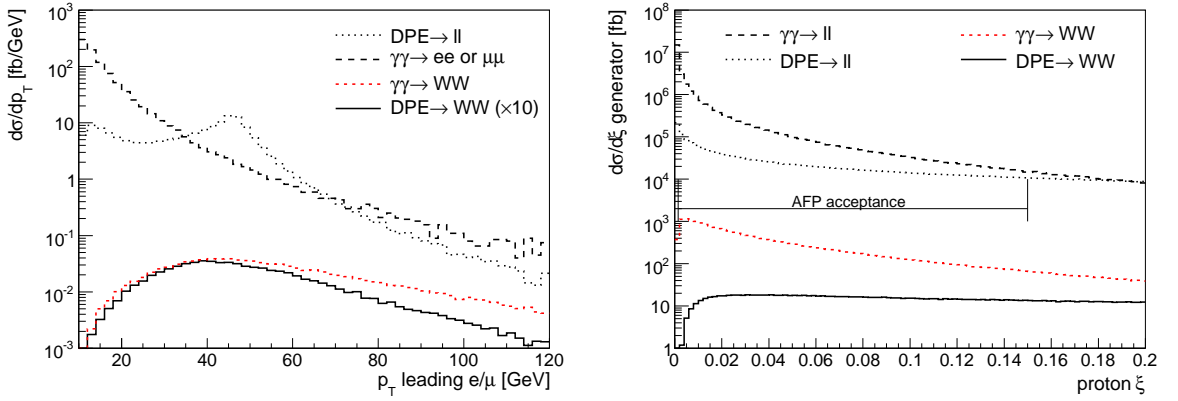 dσ/dp_T [fb/GeV]
10³
10²
10
1
10⁻¹
10⁻²
10⁻³
DPE→ ll
γγ→ ee or μμ
γγ→ WW
DPE→ WW (×10)
20 40 60 80 100 120
p_T leading e/μ [GeV]
dσ/dξ generator [fb]
10⁸
10⁷
10⁶
10⁵
10⁴
10³
10²
10
1
γγ→ ll γγ→ WW
DPE→ ll DPE→ WW
AFP acceptance
0 0.02 0.04 0.06 0.08 0.1 0.12 0.14 0.16 0.18 0.2
proton ξ